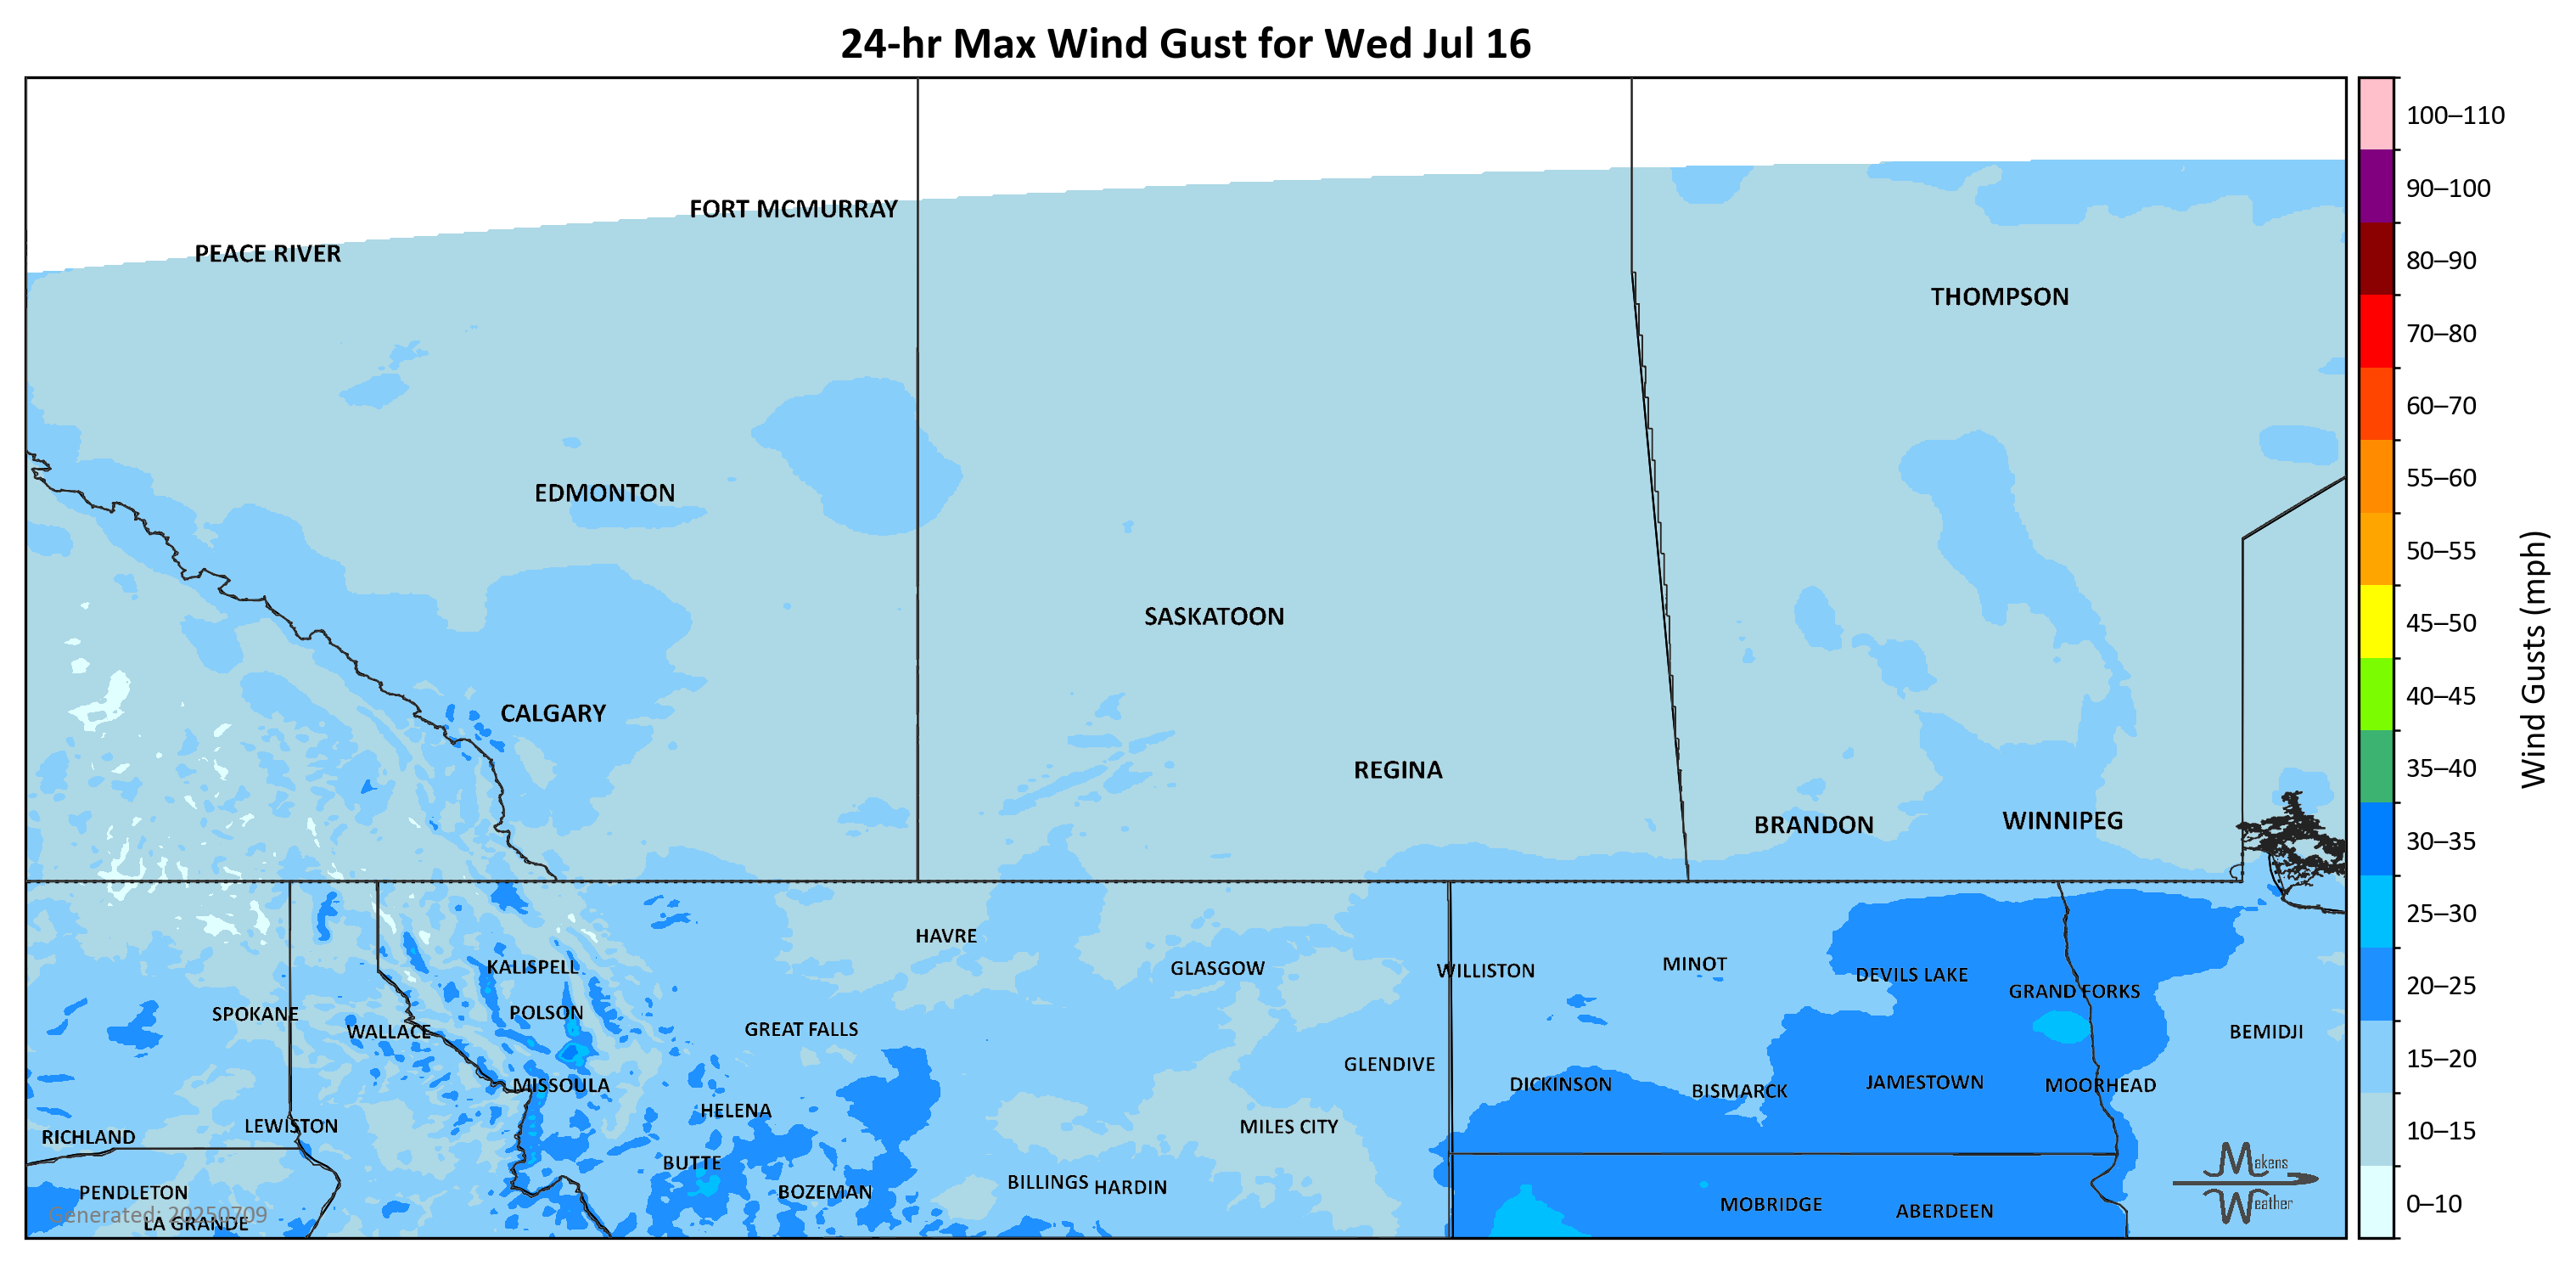 24-hr Max Wind Gust for Wed Jul 16
100–110
FORT MCMURRAY
90–100
PEACE RIVER
80–90
THOMPSON
70–80
60–70
EDMONTON
55–60
50–55
SASKATOON
45–50
Wind Gusts (mph)
CALGARY
40–45
REGINA
35–40
BRANDON
WINNIPEG
30–35
25–30
HAVRE
KALISPELL
GLASGOW
WILLISTON
MINOT
DEVILS LAKE
GRAND FORKS
20–25
SPOKANE
POLSON
WALLACE
GREAT FALLS
BEMIDJI
15–20
GLENDIVE
MISSOULA
DICKINSON
BISMARCK
JAMESTOWN
MOORHEAD
HELENA
LEWISTON
MILES CITY
10–15
RICHLAND
BUTTE
Makens
Weather
PENDLETON
BOZEMAN
BILLINGS
HARDIN
MOBRIDGE
ABERDEEN
0–10
Generated: 20250709
LA GRANDE